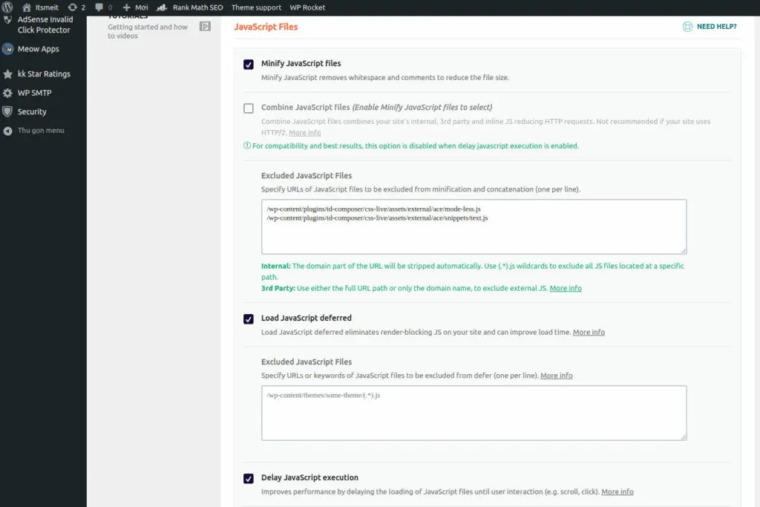 Itsmeit 2 0 Mới Rank Math SEO Theme support WP Rocket
AdSense Invalid
Click Protector
Meow Apps
kk Star Ratings
WP SMTP
Security
Thu gọn menu
TUTORIALS
Getting started and how
to videos
JavaScript Files
NEED HELP?
Minify JavaScript files
Minify JavaScript removes whitespace and comments to reduce the file size.
Combine JavaScript files (Enable Minify JavaScript files to select)
Combine JavaScript files combines your site's internal, 3rd party and inline JS reducing HTTP requests. Not recommended if your site uses
HTTP/2. More info
For compatibility and best results, this option is disabled when delay javascript execution is enabled.
Excluded JavaScript Files
Specify URLs of JavaScript files to be excluded from minification and concatenation (one per line).
/wp-content/plugins/td-composer/css-live/assets/external/ace/mode-less.js
/wp-content/plugins/td-composer/css-live/assets/external/ace/snippets/text.js
Internal: The domain part of the URL will be stripped automatically. Use (.*).js wildcards to exclude all JS files located at a specific
path.
3rd Party: Use either the full URL path or only the domain name, to exclude external JS. More info
Load JavaScript deferred
Load JavaScript deferred eliminates render-blocking JS on your site and can improve load time. More info
Excluded JavaScript Files
Specify URLs or keywords of JavaScript files to be excluded from defer (one per line). More info
/wp-content/themes/some-theme/(.*).js
Delay JavaScript execution
Improves performance by delaying the loading of JavaScript files until user interaction (e.g. scroll, click). More info